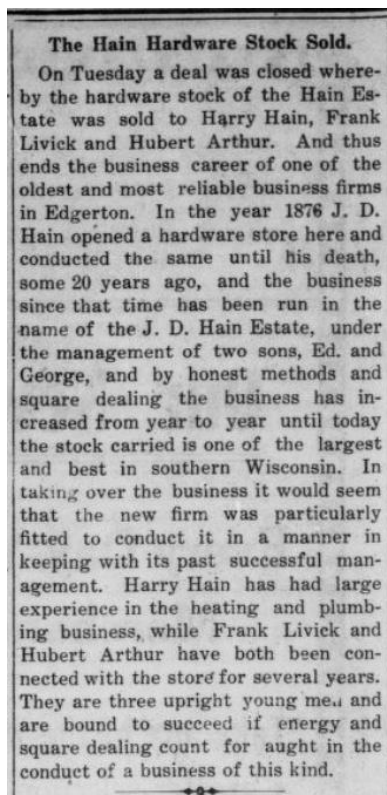 The Hain Hardware Stock Sold.
On Tuesday a deal was closed where-
by the hardware stock of the Hain Es-
tate was sold to Harry Hain, Frank
Livick and Hubert Arthur. And thus
ends the business career of one of the
oldest and most reliable business firms
in Edgerton. In the year 1876 J. D.
Hain opened a hardware store here and
conducted the same until his death,
some 20 years ago, and the business
since that time has been run in the
name of the J. D. Hain Estate, under
the management of two sons, Ed. and
George, and by honest methods and
square dealing the business has in-
creased from year to year until today
the stock carried is one of the largest
and best in southern Wisconsin. In
taking over the business it would seem
that the new firm was particularly
fitted to conduct it in a manner in
keeping with its past successful man-
agement. Harry Hain has had large
experience in the heating and plumb-
ing business, while Frank Livick and
Hubert Arthur have both been con-
nected with the store for several years.
They are three upright young men and
are bound to succeed if energy and
square dealing count for aught in the
conduct of a business of this kind.